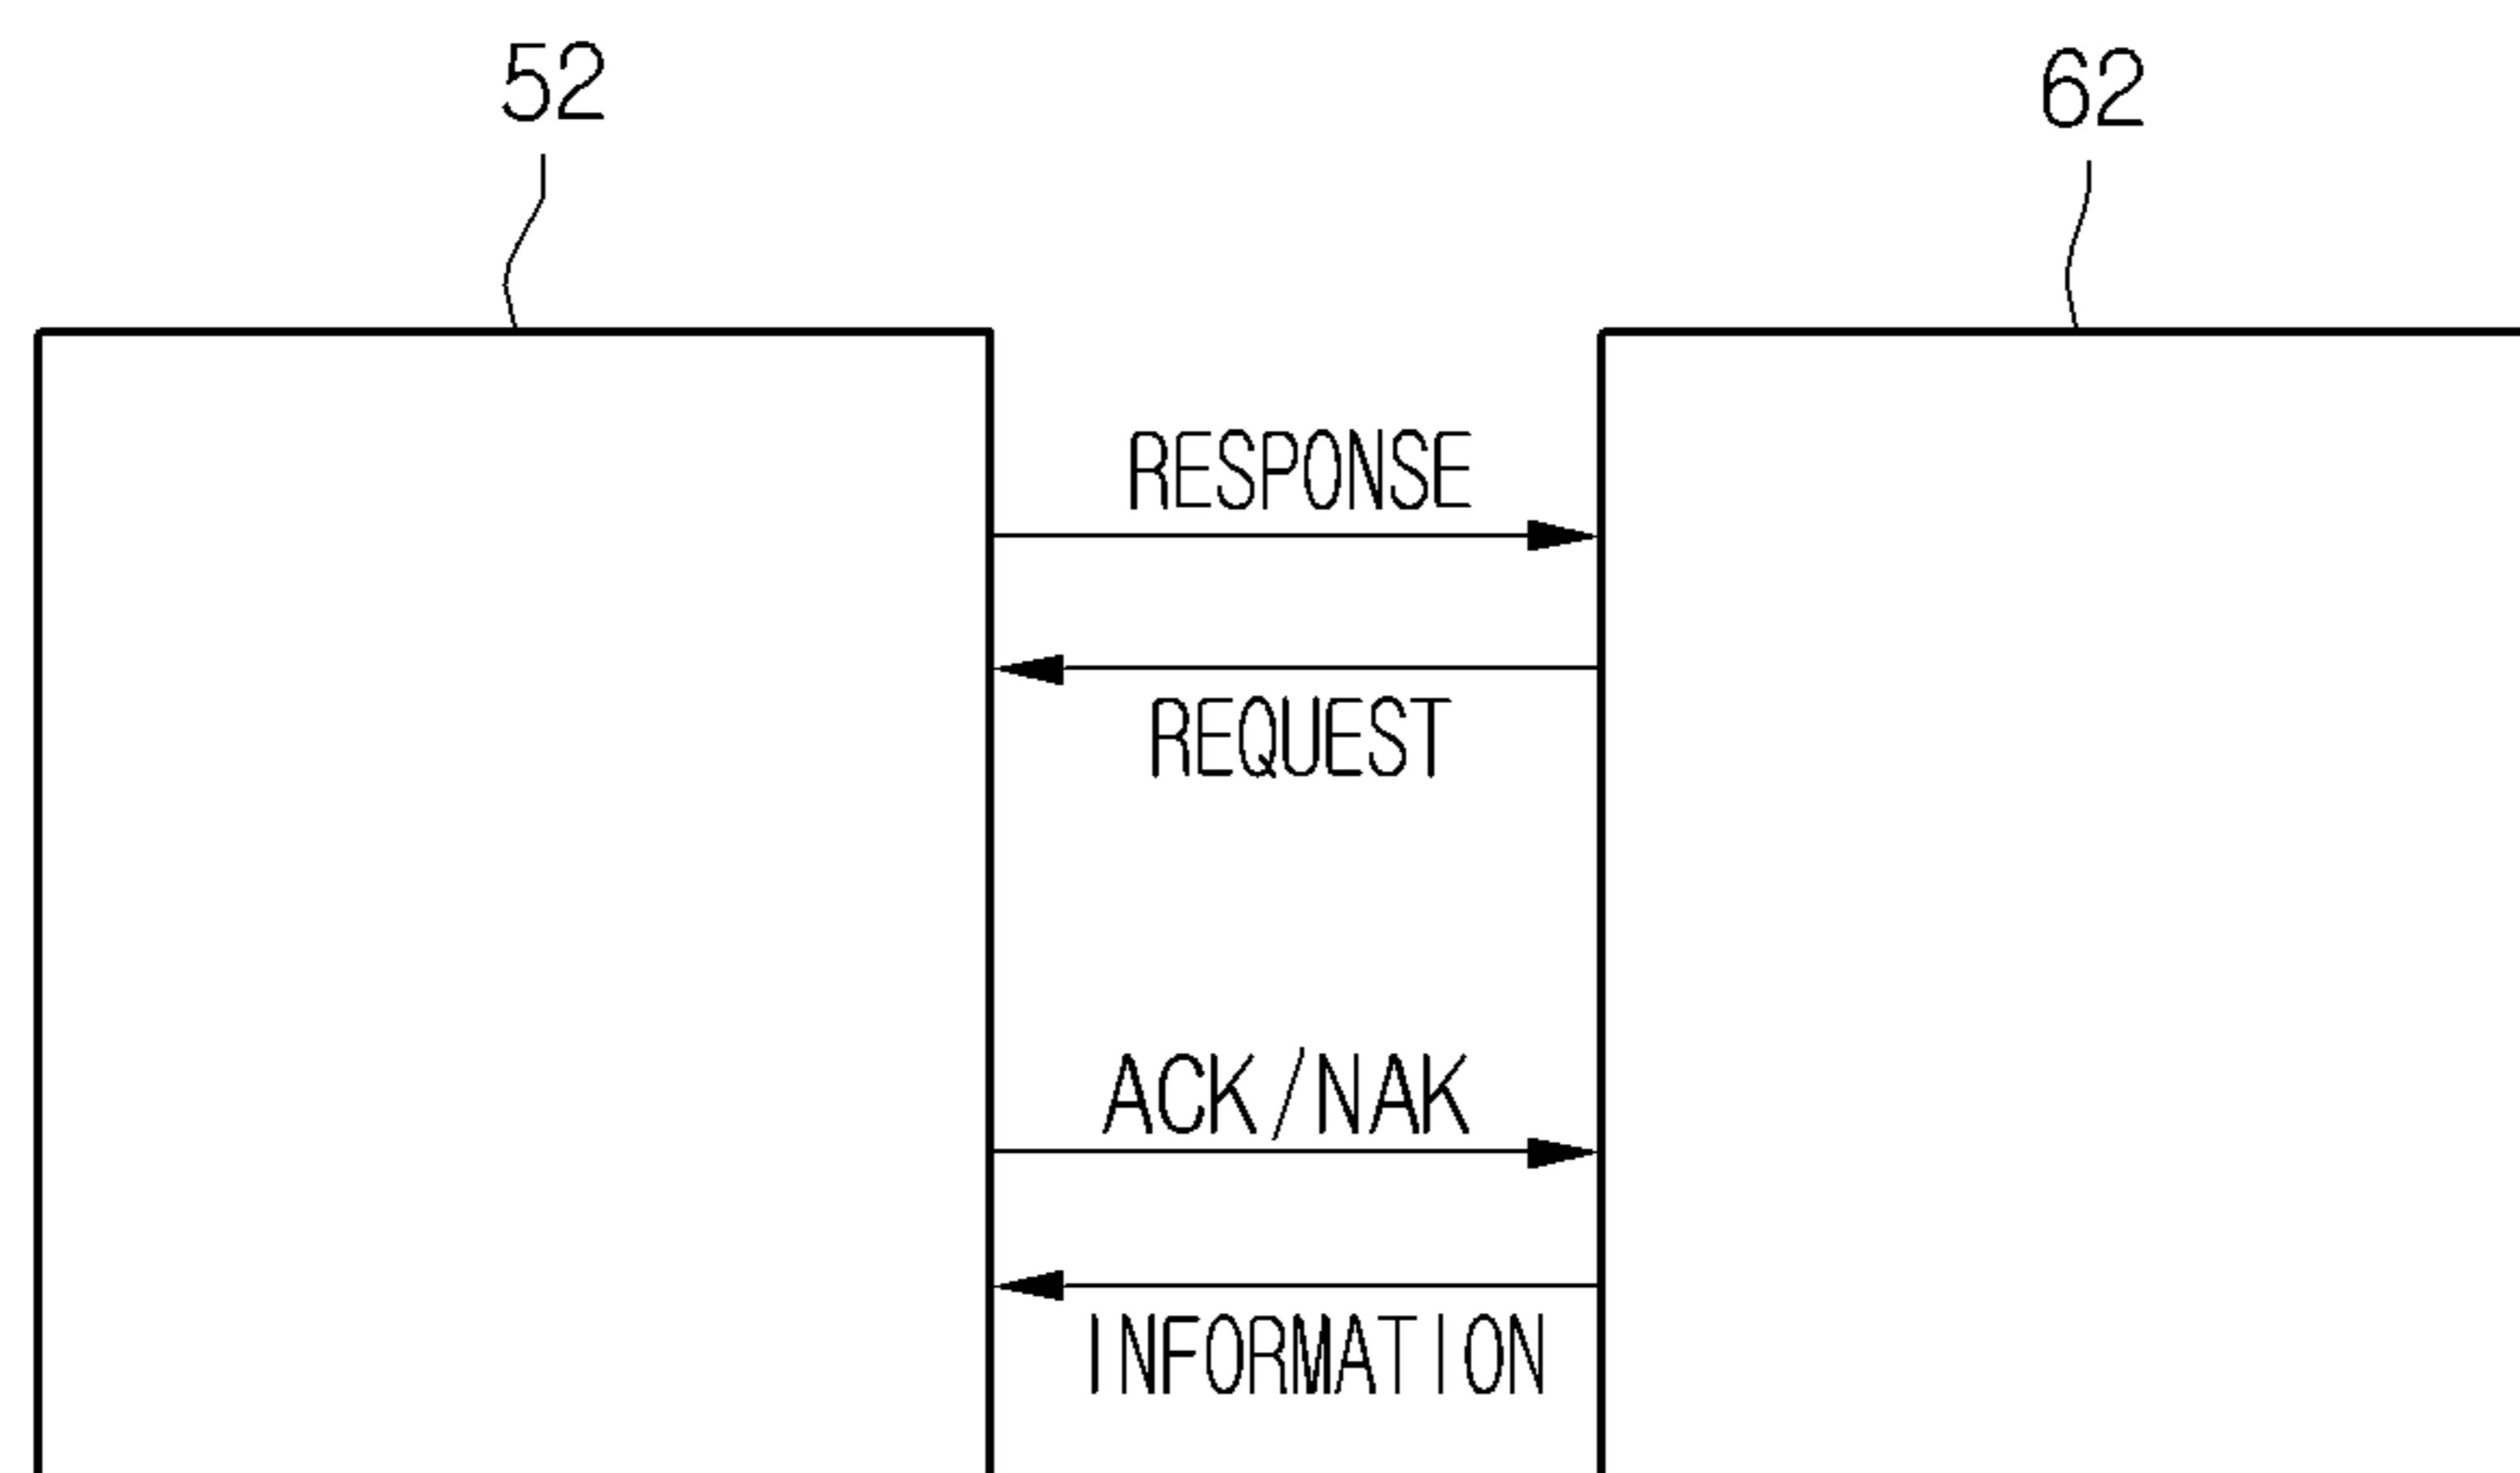 52
62
RESPONSE
REQUEST
ACK/NAK
INFORMATION